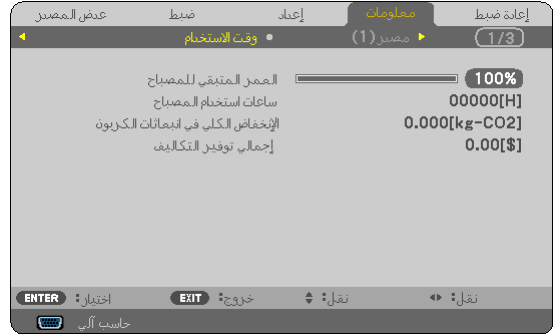 إعادة ضبط معلومات إعداد ضبط عرض المصدر
(1/3) مصدر(1) وقت الاستخدام
العمر المتبقي للمصباح 100%
ساعات استخدام المصباح 00000[H]
الإنخفاض الكلي في انبعاثات الكربون 0.000[kg-CO2]
إجمالي توفير التكاليف 0.00[$]
نقل: نقل: خروج: EXIT اختيار: ENTER
حاسب آلي